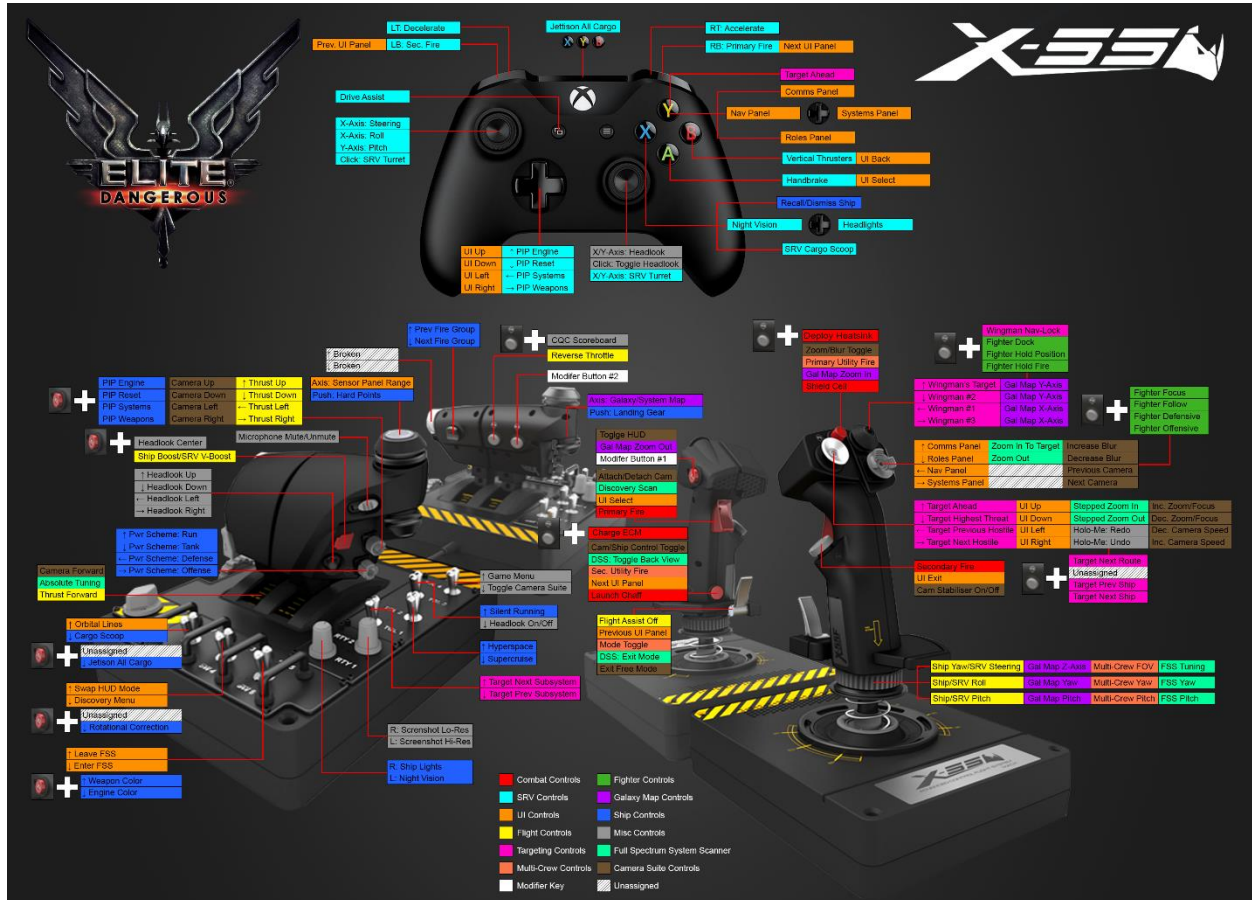 LT: Decelerate
Prev. UI Panel
LB: Sec. Fire
Jettison All Cargo
X Y B
RT: Accelerate
RB: Primary Fire
Next UI Panel
X-55
ELITE
DANGEROUS
Drive Assist
X-Axis: Steering
X-Axis: Roll
Y-Axis: Pitch
Click: SRV Turret
Target Ahead
Comms Panel
Nav Panel
Systems Panel
Roles Panel
Y
X
B
A
Vertical Thrusters
UI Back
Handbrake
UI Select
Recall/Dismiss Ship
Night Vision
Headlights
SRV Cargo Scoop
UI Up ↑ PIP Engine
UI Down ↓ PIP Reset
UI Left ← PIP Systems
UI Right → PIP Weapons
X/Y-Axis: Headlook
Click: Toggle Headlook
X/Y-Axis: SRV Turret
↑ Prev Fire Group
↓ Next Fire Group
↑ Broken
↓ Broken
+
CQC Scoreboard
Reverse Throttle
Modifer Button #2
Axis: Sensor Panel Range
Push: Hard Points
Axis: Galaxy/System Map
Push: Landing Gear
+
PIP Engine Camera Up ↑ Thrust Up
PIP Reset Camera Down ↓ Thrust Down
PIP Systems Camera Left ← Thrust Left
PIP Weapons Camera Right → Thrust Right
+
Headlook Center
Ship Boost/SRV V-Boost
Microphone Mute/Unmute
↑ Headlook Up
↓ Headlook Down
← Headlook Left
→ Headlook Right
↑ Pwr Scheme: Run
↓ Pwr Scheme: Tank
← Pwr Scheme: Defense
→ Pwr Scheme: Offense
Camera Forward
Absolute Tuning
Thrust Forward
↑ Orbital Lines
↓ Cargo Scoop
+
Unassigned
↓ Jettison All Cargo
↑ Swap HUD Mode
↓ Discovery Menu
+
Unassigned
↓ Rotational Correction
↑ Leave FSS
↓ Enter FSS
+
↑ Weapon Color
↓ Engine Color
↑ Game Menu
↓ Toggle Camera Suite
↑ Silent Running
↓ Headlook On/Off
↑ Hyperspace
↓ Supercruise
↑ Target Next Subsystem
↓ Target Prev Subsystem
R: Screnshot Lo-Res
L: Screenshot Hi-Res
R: Ship Lights
L: Night Vision
RTY 2
RTY 1
+
Deploy Heatsink
Zoom/Blur Toggle
Primary Utility Fire
Gal Map Zoom In
Shield Cell
Toglge HUD
Gal Map Zoom Out
Modifer Button #1
Attach/Detach Cam
Discovery Scan
UI Select
Primary Fire
+
Charge ECM
Cam/Ship Control Toggle
DSS: Toggle Back View
Sec. Utility Fire
Next UI Panel
Launch Chaff
Flight Assist Off
Previous UI Panel
Mode Toggle
DSS: Exit Mode
Exit Free Mode
+
Wingman Nav-Lock
Fighter Dock
Fighter Hold Position
Fighter Hold Fire
↑ Wingman's Target Gal Map Y-Axis
↓ Wingman #2 Gal Map Y-Axis
← Wingman #1 Gal Map X-Axis
→ Wingman #3 Gal Map X-Axis
+
Fighter Focus
Fighter Follow
Fighter Defensive
Fighter Offensive
↑ Comms Panel Zoom In To Target Increase Blur
↓ Roles Panel Zoom Out Decrease Blur
← Nav Panel Previous Camera
→ Systems Panel Next Camera
↑ Target Ahead UI Up Stepped Zoom In Inc. Zoom/Focus
↓ Target Highest Threat UI Down Stepped Zoom Out Dec. Zoom/Focus
← Target Previous Hostile UI Left Holo-Me: Redo Dec. Camera Speed
→ Target Next Hostile UI Right Holo-Me: Undo Inc. Camera Speed
+
Target Next Route
Unassigned
Target Prev Ship
Target Next Ship
Secondary Fire
UI Exit
Cam Stabiliser On/Off
Ship Yaw/SRV Steering Gal Map Z-Axis Multi-Crew FOV FSS Tuning
Ship/SRV Roll Gal Map Yaw Multi-Crew Yaw FSS Yaw
Ship/SRV Pitch Gal Map Pitch Multi-Crew Pitch FSS Pitch
X-55
Combat Controls
Fighter Controls
SRV Controls
Galaxy Map Controls
UI Controls
Ship Controls
Flight Controls
Misc Controls
Targeting Controls
Full Spectrum System Scanner
Multi-Crew Controls
Camera Suite Controls
Modifier Key
Unassigned